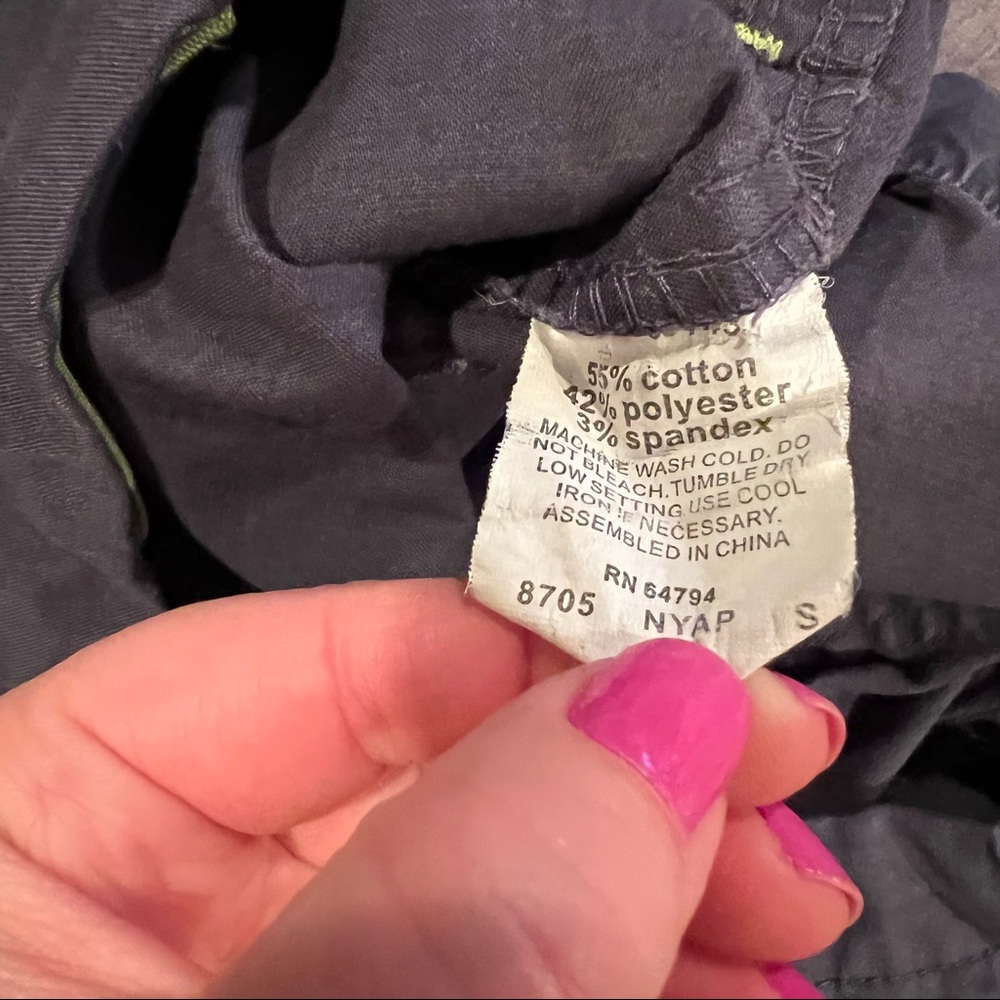 55% cotton
42% polyester
3% spandex
MACHINE WASH COLD. DO
NOT BLEACH. TUMBLE DRY
LOW SETTING USE COOL
IRON IF NECESSARY.
ASSEMBLED IN CHINA
RN 64794
8705 NYAP S